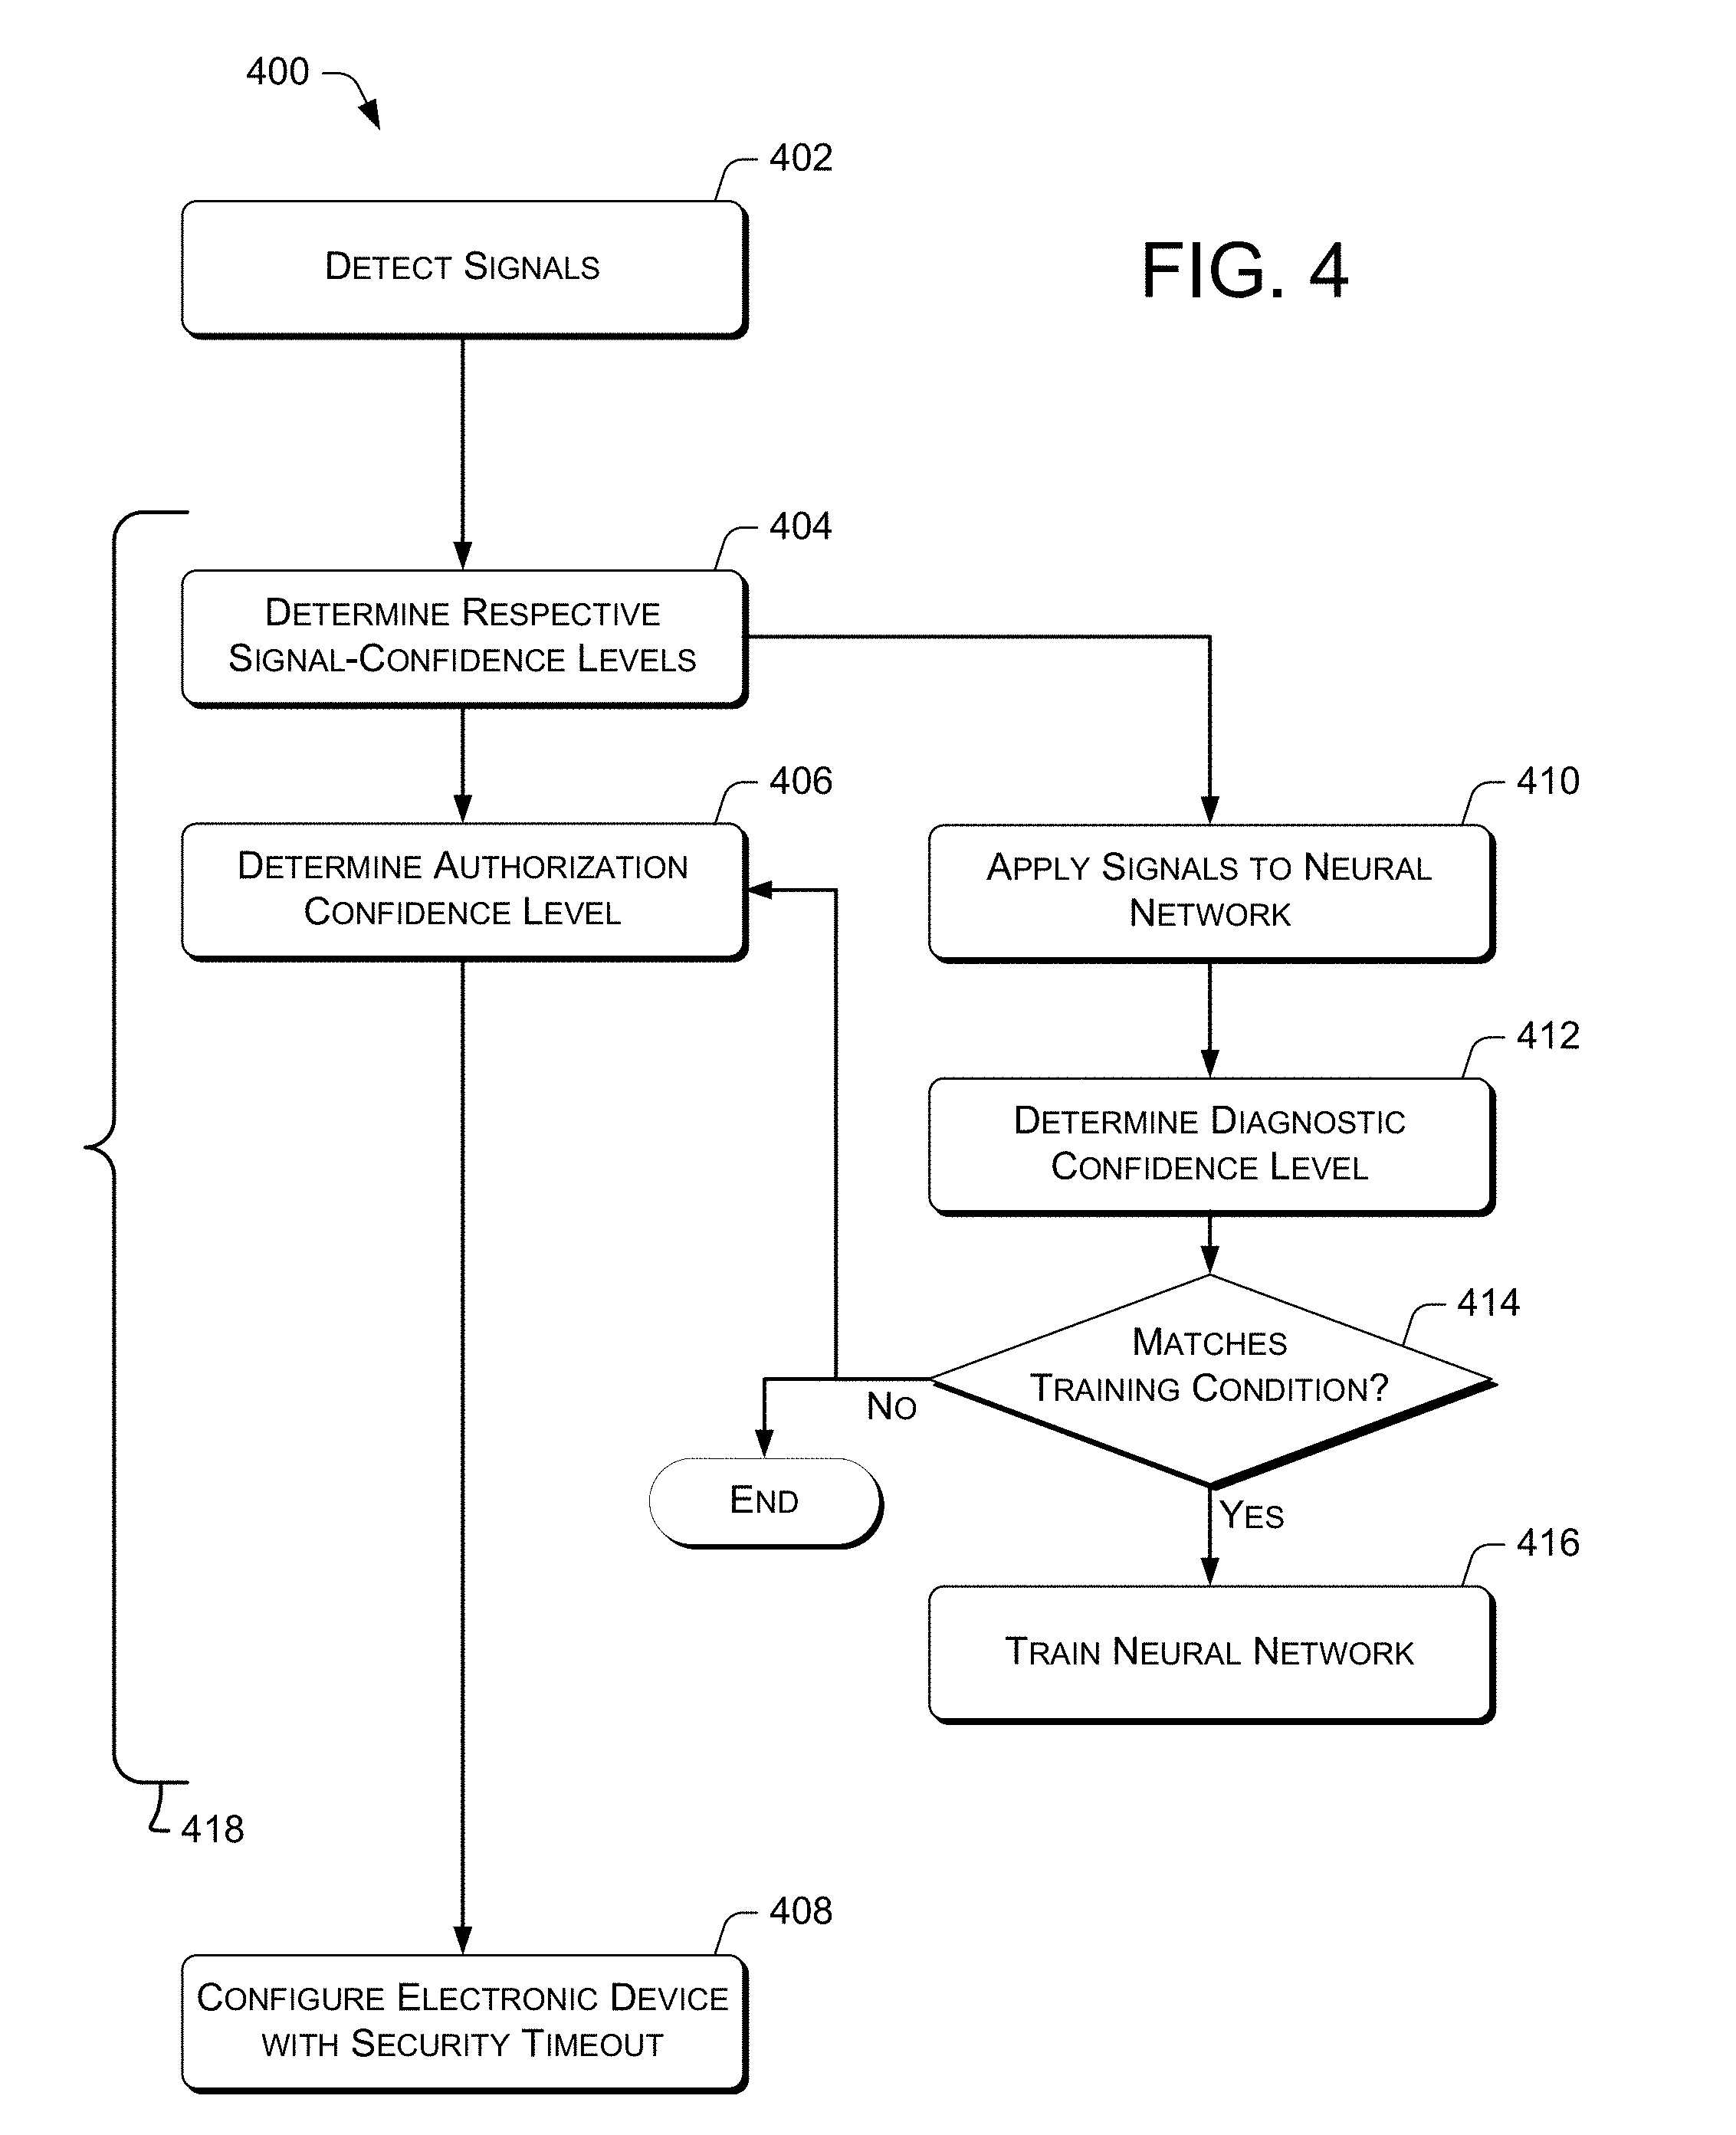 400
402
DETECT SIGNALS
FIG. 4
404
DETERMINE RESPECTIVE
SIGNAL-CONFIDENCE LEVELS
406
DETERMINE AUTHORIZATION
CONFIDENCE LEVEL
410
APPLY SIGNALS TO NEURAL
NETWORK
412
DETERMINE DIAGNOSTIC
CONFIDENCE LEVEL
414
MATCHES
TRAINING CONDITION?
NO
END
YES
416
TRAIN NEURAL NETWORK
418
408
CONFIGURE ELECTRONIC DEVICE
WITH SECURITY TIMEOUT